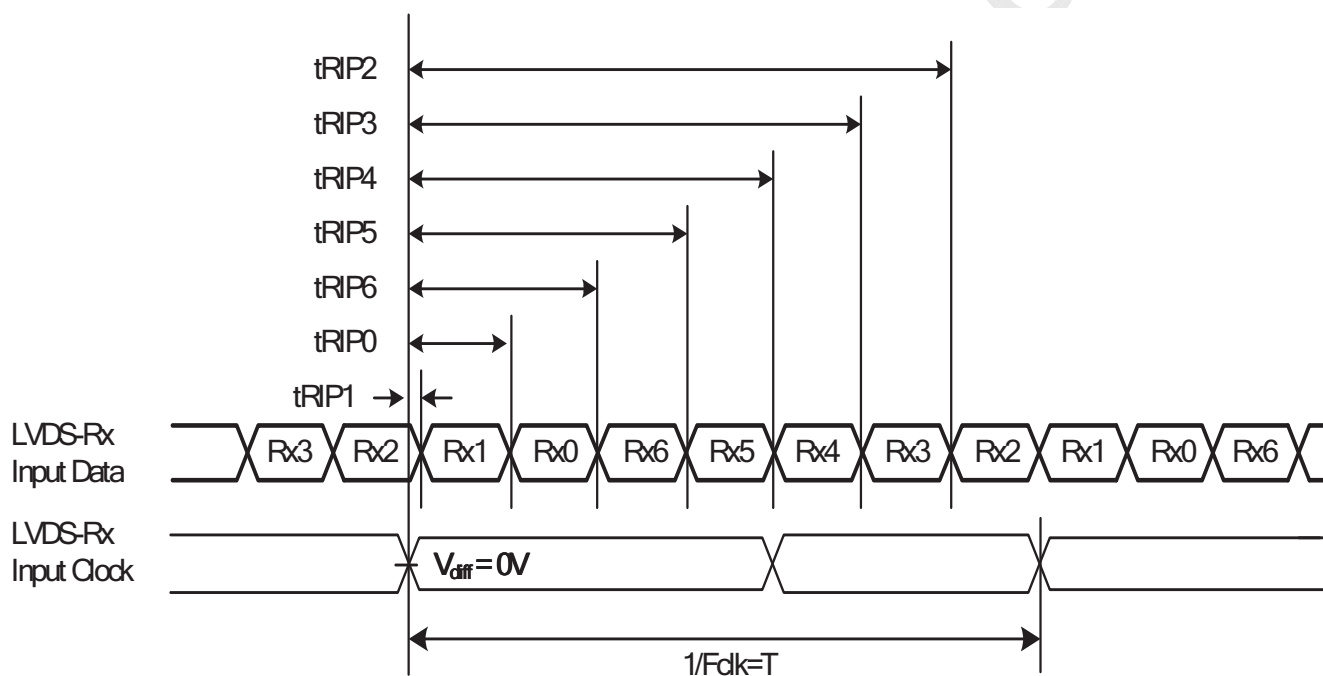 tRIP2
tRIP3
tRIP4
tRIP5
tRIP6
tRIP0
tRIP1
LVDS-Rx
Input Data
Rx3 Rx2 Rx1 Rx0 Rx6 Rx5 Rx4 Rx3 Rx2 Rx1 Rx0 Rx6
LVDS-Rx
Input Clock
Vdiff = 0V
1/Fclk=T